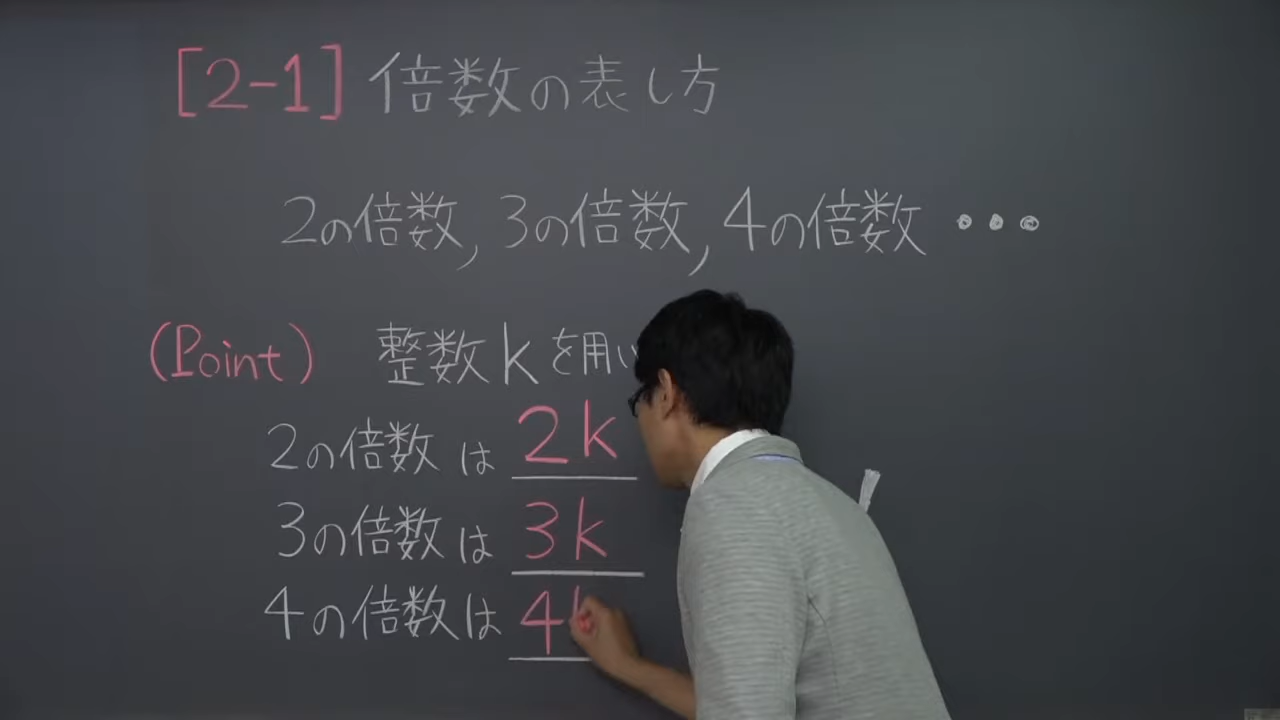 [2-1] 倍数の表し方
2の倍数, 3の倍数, 4の倍数 •••
(Point) 整数 k を用い
2の倍数 は 2k
3の倍数 は 3k
4の倍数は 4